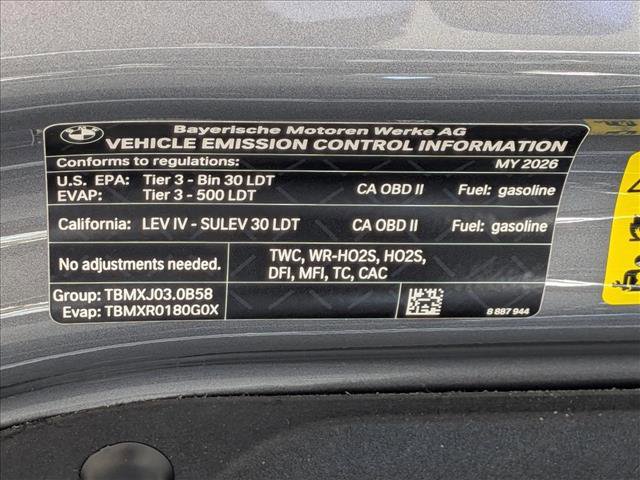 BMW
Bayerische Motoren Werke AG
VEHICLE EMISSION CONTROL INFORMATION
Conforms to regulations: MY 2026
U.S. EPA: Tier 3 - Bin 30 LDT CA OBD II Fuel: gasoline
EVAP: Tier 3 - 500 LDT
California: LEV IV - SULEV 30 LDT CA OBD II Fuel: gasoline
No adjustments needed. TWC, WR-HO2S, HO2S,
DFI, MFI, TC, CAC
Group: TBMXJ03.0B58
Evap: TBMXR0180G0X 8 887 944